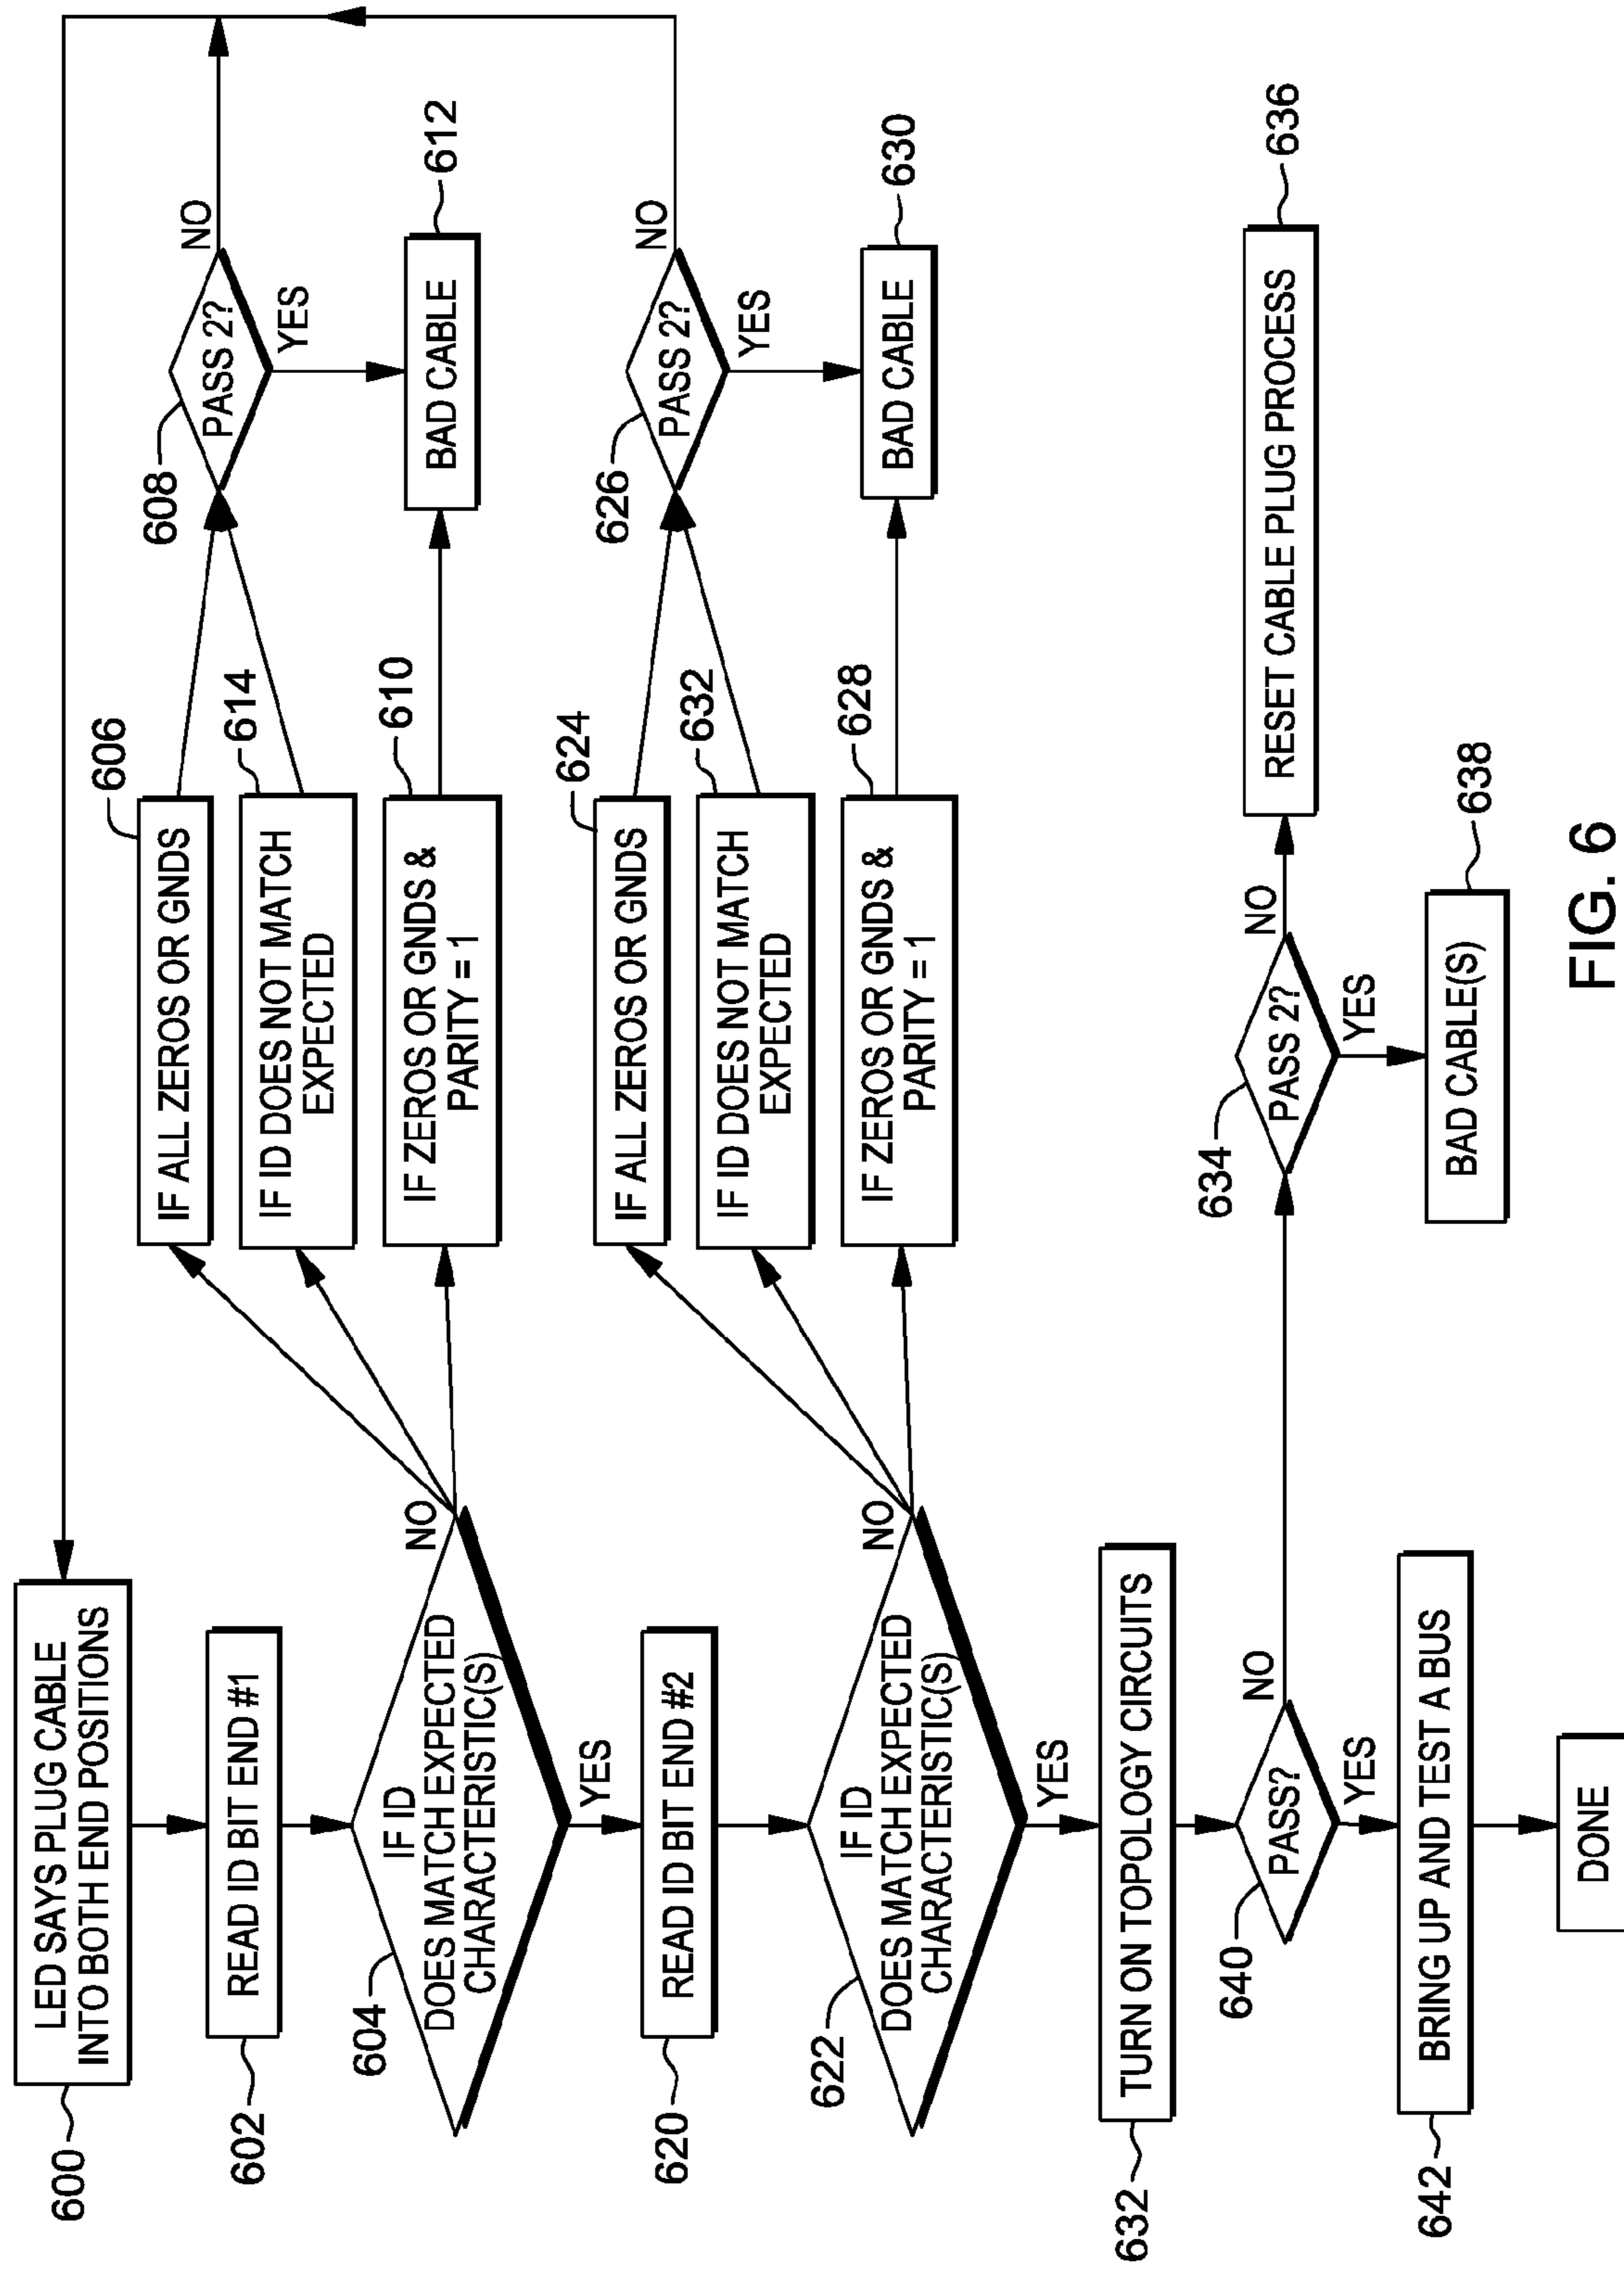 600
LED SAYS PLUG CABLE
INTO BOTH END POSITIONS
602
READ ID BIT END #1
604
IF ID
DOES MATCH EXPECTED
CHARACTERISTIC(S)
NO
YES
606
IF ALL ZEROS OR GNDS
614
IF ID DOES NOT MATCH
EXPECTED
610
IF ZEROS OR GNDS &
PARITY = 1
608
PASS 2?
NO
YES
612
BAD CABLE
620
READ ID BIT END #2
622
IF ID
DOES MATCH EXPECTED
CHARACTERISTIC(S)
NO
YES
624
IF ALL ZEROS OR GNDS
632
IF ID DOES NOT MATCH
EXPECTED
628
IF ZEROS OR GNDS &
PARITY = 1
626
PASS 2?
NO
YES
630
BAD CABLE
632
TURN ON TOPOLOGY CIRCUITS
640
PASS?
NO
YES
634
PASS 2?
NO
YES
636
RESET CABLE PLUG PROCESS
638
BAD CABLE(S)
642
BRING UP AND TEST A BUS
DONE
FIG. 6